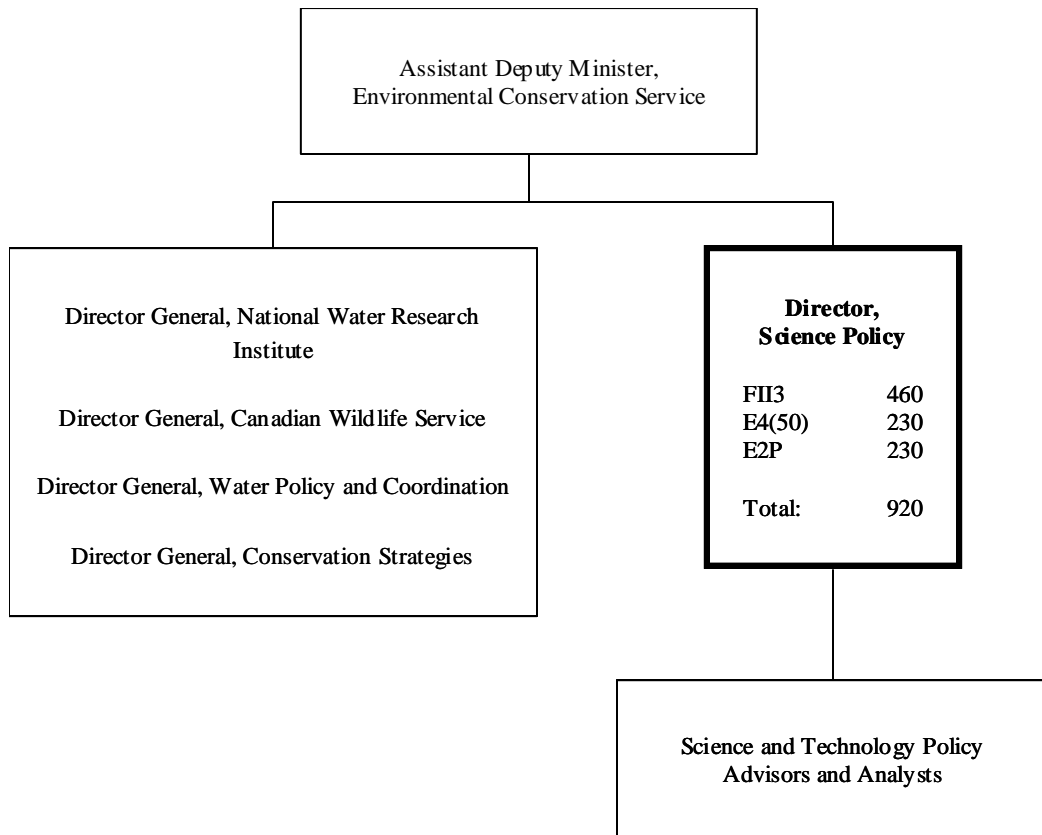 Assistant Deputy Minister,
Environmental Conservation Service
Director General, National Water Research
Institute
Director General, Canadian Wildlife Service
Director General, Water Policy and Coordination
Director General, Conservation Strategies
Director,
Science Policy
FII3 460
E4(50) 230
E2P 230
Total: 920
Science and Technology Policy
Advisors and Analysts